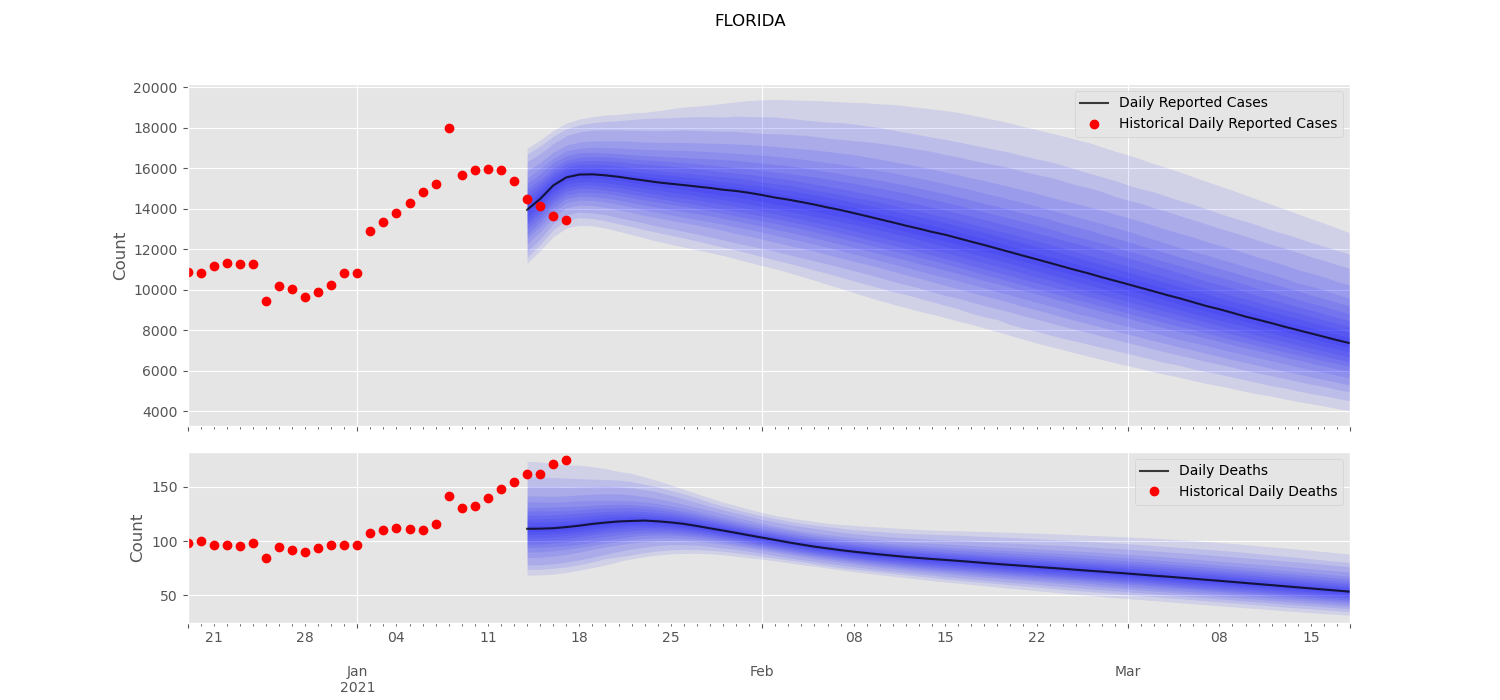 FLORIDA
20000
18000
16000
14000
12000
10000
8000
6000
4000
Count
Daily Reported Cases
Historical Daily Reported Cases
150
100
50
Count
Daily Deaths
Historical Daily Deaths
21 28 04 11 18 25 08 15 22 08 15
Jan Feb Mar
2021